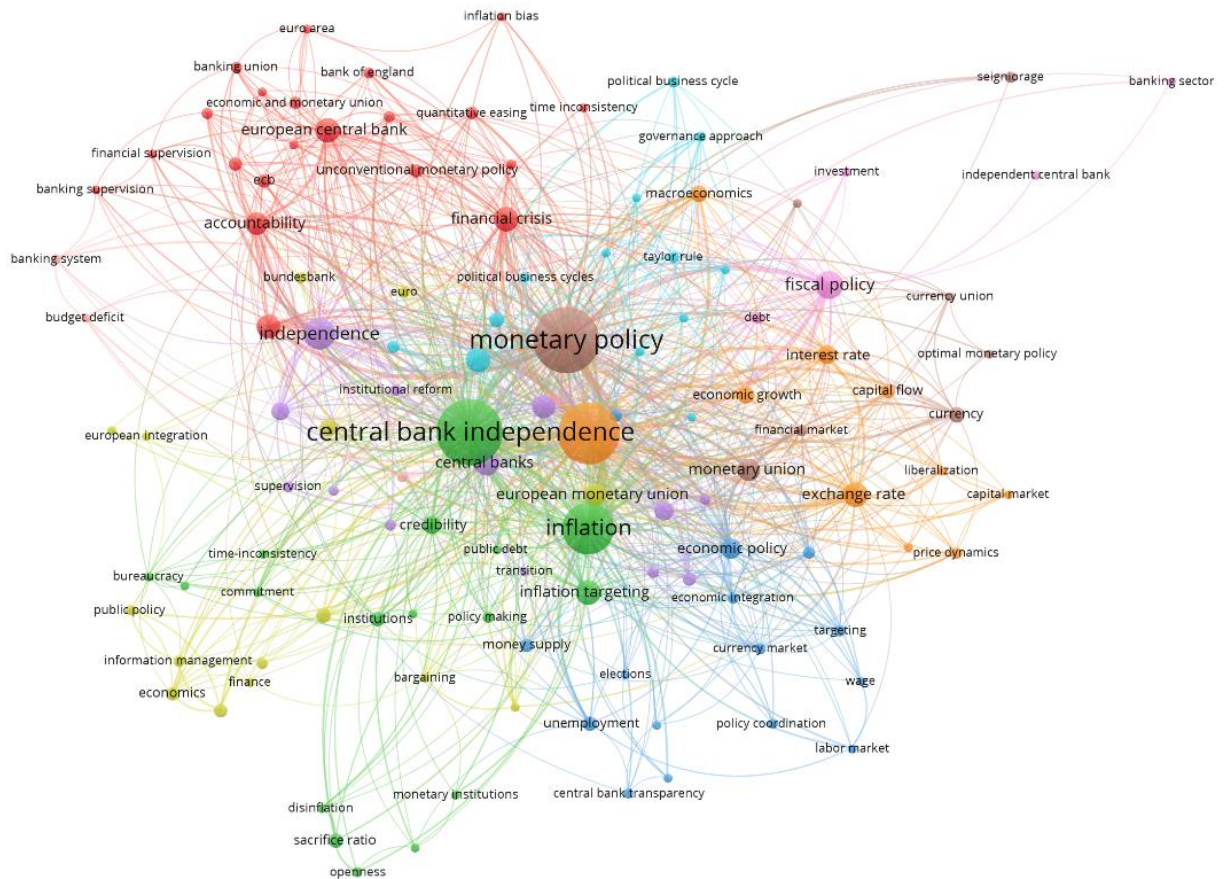 inflation bias
euro area
banking union
bank of england
political business cycle
seigniorage
banking sector
economic and monetary union
quantitative easing
time inconsistency
european central bank
governance approach
financial supervision
unconventional monetary policy
investment
independent central bank
ecb
banking supervision
macroeconomics
accountability
financial crisis
banking system
taylor rule
bundesbank
political business cycles
fiscal policy
euro
currency union
budget deficit
debt
independence
monetary policy
interest rate
optimal monetary policy
institutional reform
economic growth
capital flow
currency
european integration
central bank independence
financial market
central banks
monetary union
liberalization
supervision
european monetary union
exchange rate
capital market
credibility
inflation
time-inconsistency
public debt
economic policy
price dynamics
bureaucracy
transition
commitment
inflation targeting
economic integration
public policy
institutions
policy making
targeting
money supply
currency market
information management
economics
finance
bargaining
elections
wage
unemployment
policy coordination
labor market
monetary institutions
central bank transparency
disinflation
sacrifice ratio
openness